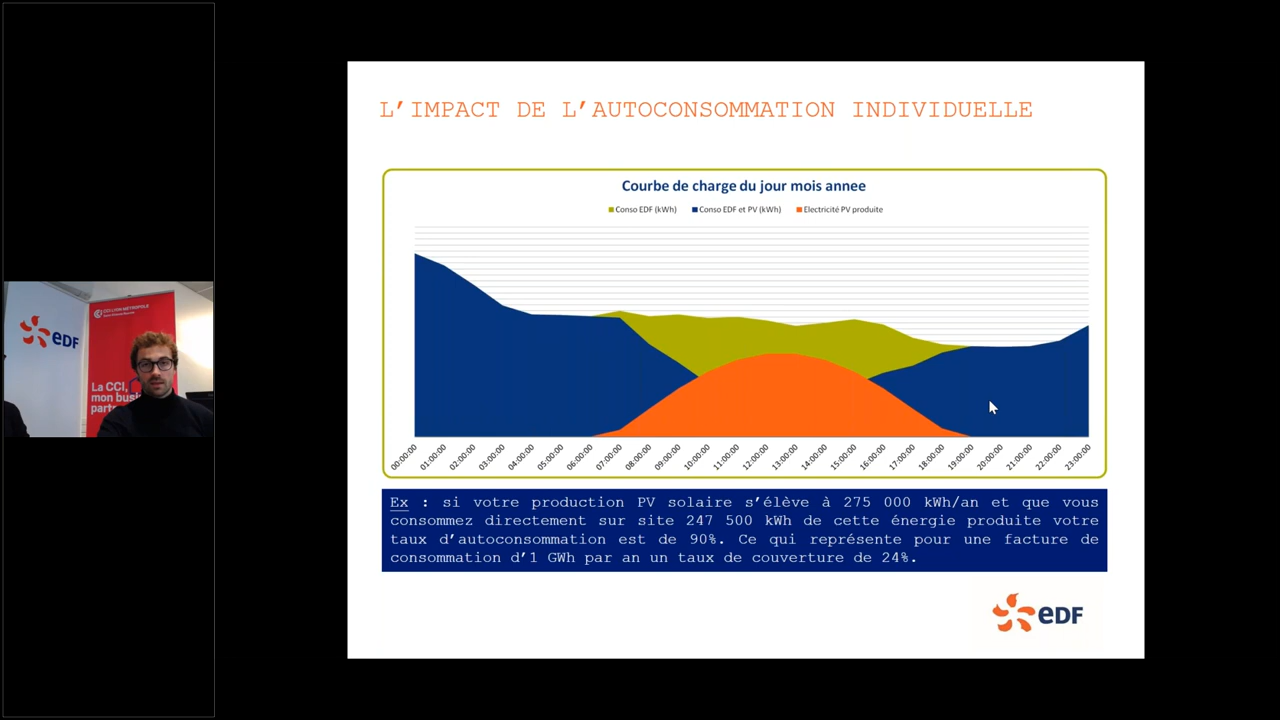 L'IMPACT DE L'AUTOCONSOMMATION INDIVIDUELLE
Courbe de charge du jour mois annee
Conso EDF (kWh) Conso EDF et PV (kWh) Electricité PV produite
00:00:00 01:00:00 02:00:00 03:00:00 04:00:00 05:00:00 06:00:00 07:00:00 08:00:00 09:00:00 10:00:00 11:00:00 12:00:00 13:00:00 14:00:00 15:00:00 16:00:00 17:00:00 18:00:00 19:00:00 20:00:00 21:00:00 22:00:00 23:00:00
Ex : si votre production PV solaire s'élève à 275 000 kWh/an et que vous
consommez directement sur site 247 500 kWh de cette énergie produite votre
taux d'autoconsommation est de 90%. Ce qui représente pour une facture de
consommation d'1 GWh par an un taux de couverture de 24%.
eDF
eDF
La CCI,
mon